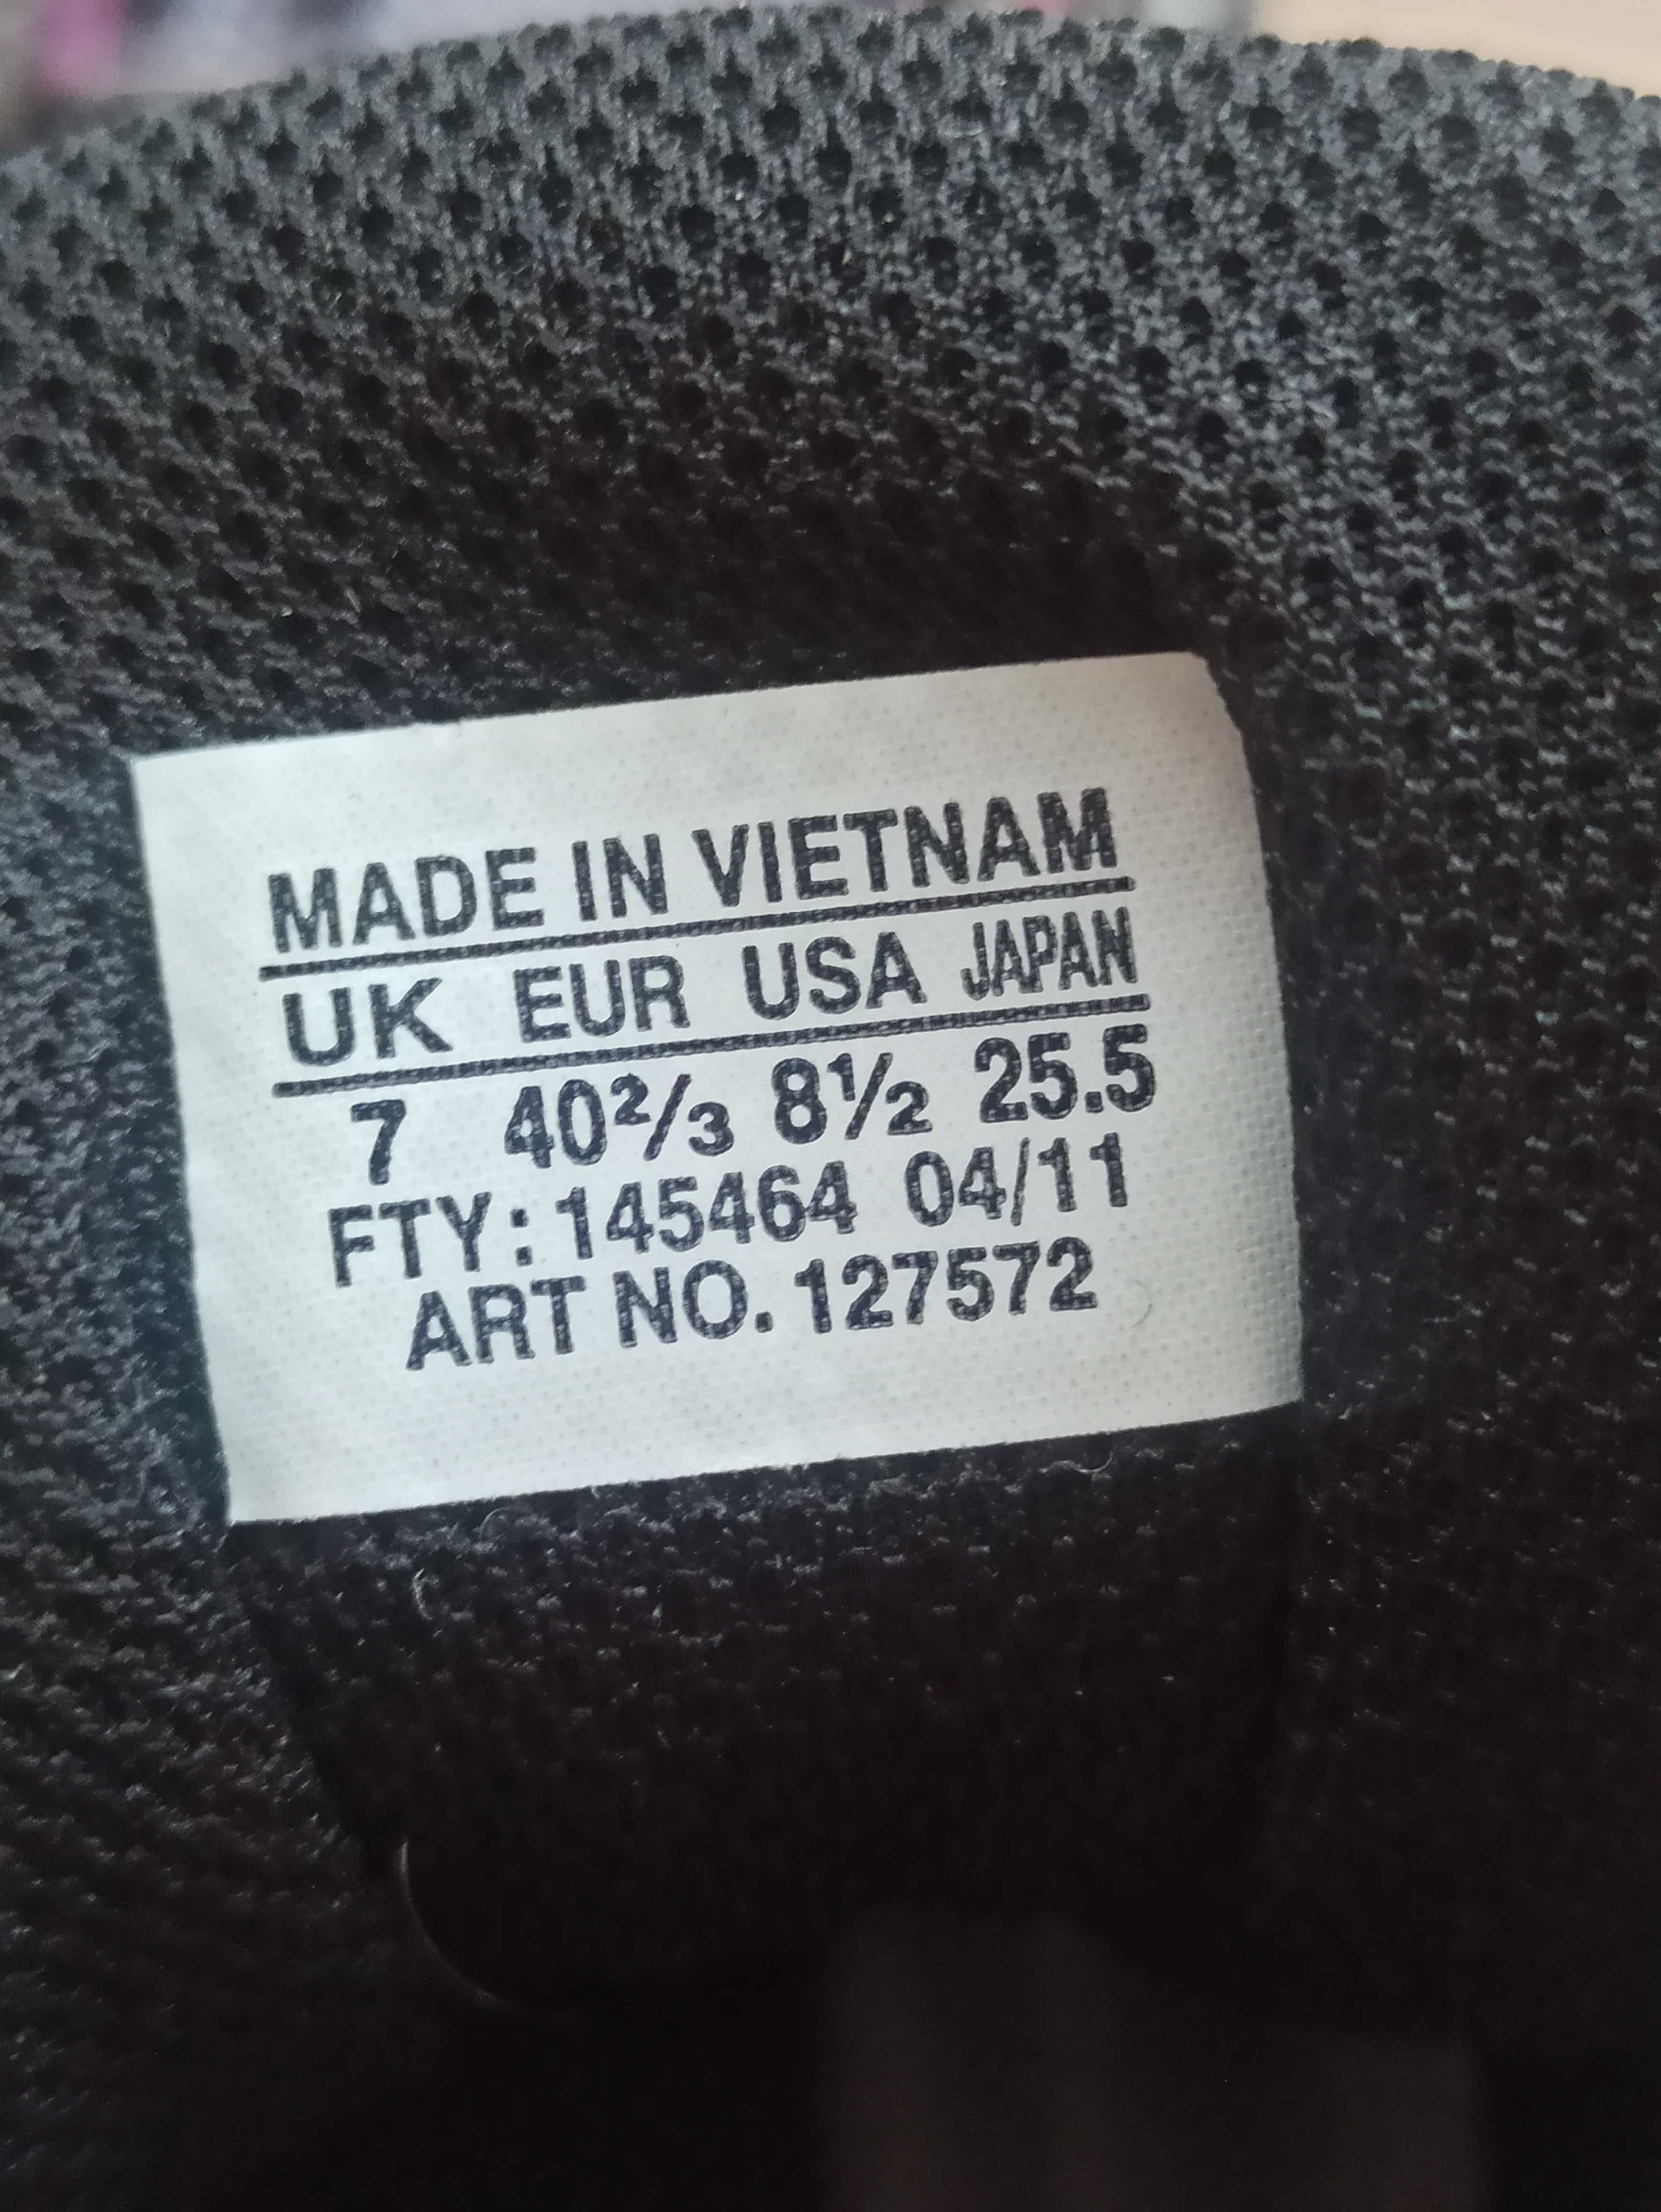 MADE IN VIETNAM
UK EUR USA JAPAN
7 40²/₃ 8½ 25.5
FTY: 145464 04/11
ART NO. 127572